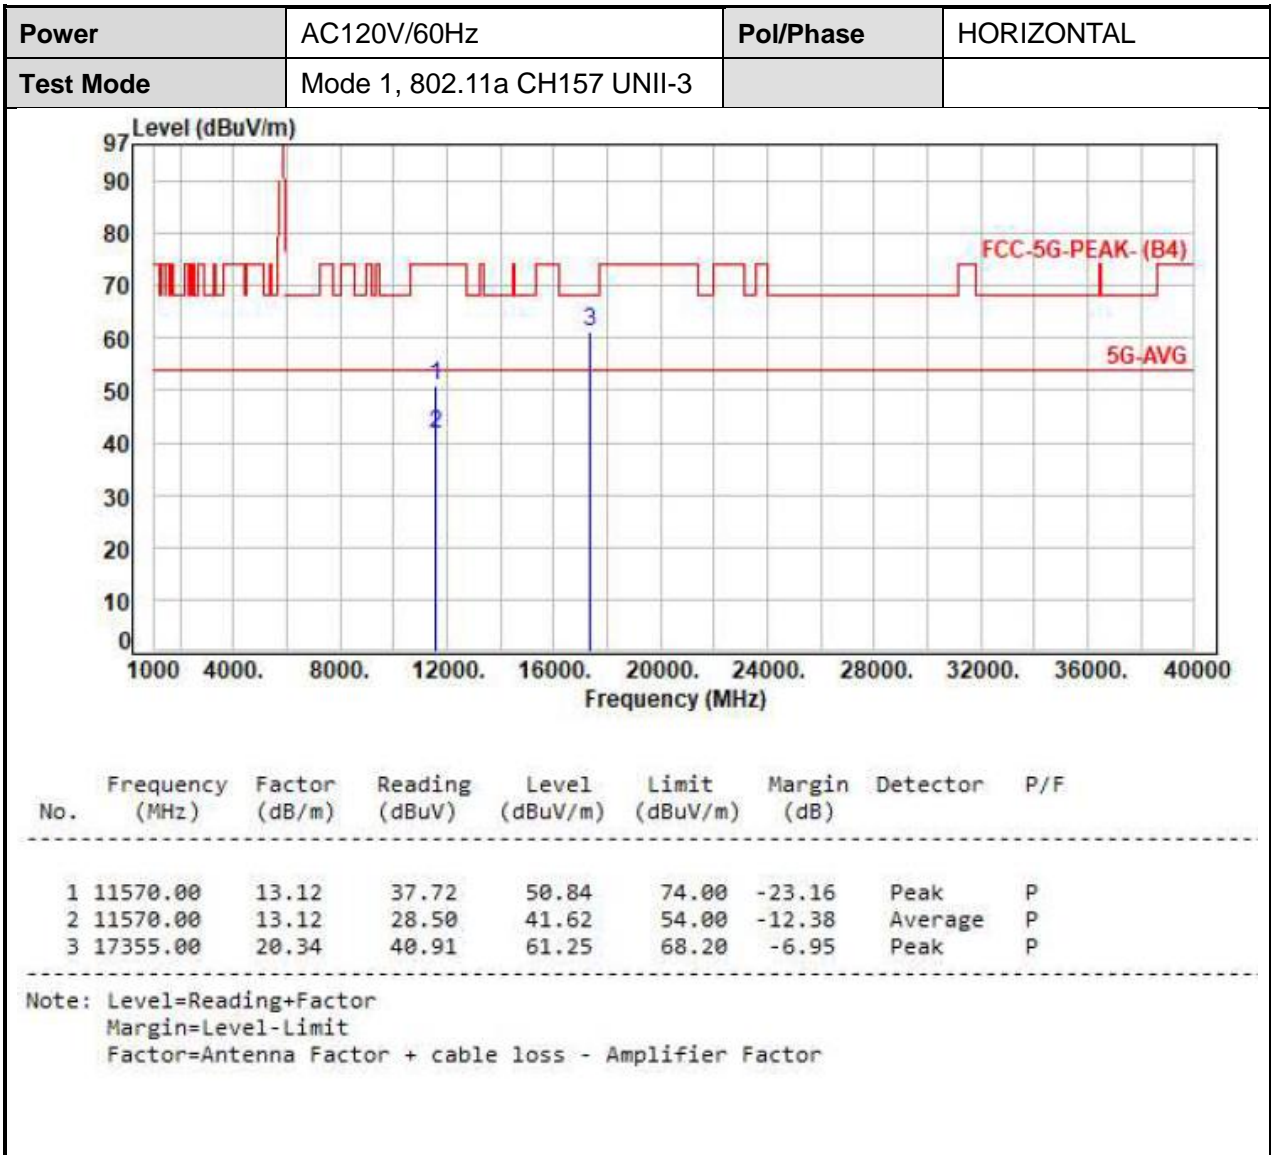 Power AC120V/60Hz Pol/Phase HORIZONTAL
Test Mode Mode 1, 802.11a CH157 UNII-3
Level (dBuV/m)
97
90
80
FCC-5G-PEAK- (B4)
70
3
60
5G-AVG
1
50
2
40
30
20
10
0
1000 4000. 8000. 12000. 16000. 20000. 24000. 28000. 32000. 36000. 40000
Frequency (MHz)
Frequency Factor Reading Level Limit Margin Detector P/F
No. (MHz) (dB/m) (dBuV) (dBuV/m) (dBuV/m) (dB)
1 11570.00 13.12 37.72 50.84 74.00 -23.16 Peak P
2 11570.00 13.12 28.50 41.62 54.00 -12.38 Average P
3 17355.00 20.34 40.91 61.25 68.20 -6.95 Peak P
Note: Level=Reading+Factor
Margin=Level-Limit
Factor=Antenna Factor + cable loss - Amplifier Factor